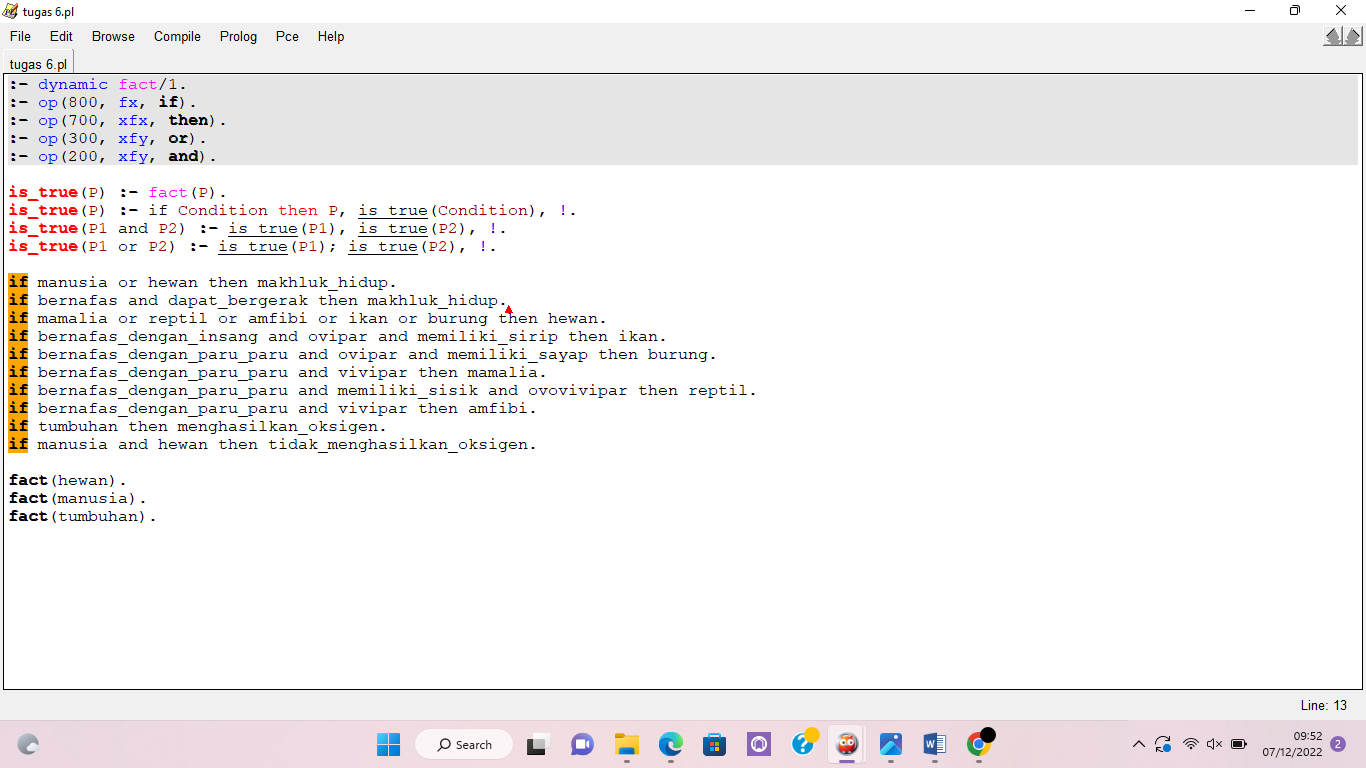 tugas 6.pl
File Edit Browse Compile Prolog Pce Help
tugas 6.pl
:- dynamic fact/1.
:- op(800, fx, if).
:- op(700, xfx, then).
:- op(300, xfy, or).
:- op(200, xfy, and).
is_true(P) :- fact(P).
is_true(P) :- if Condition then P, is_true(Condition), !.
is_true(P1 and P2) :- is_true(P1), is_true(P2), !.
is_true(P1 or P2) :- is_true(P1); is_true(P2), !.
if manusia or hewan then makhluk_hidup.
if bernafas and dapat_bergerak then makhluk_hidup.
if mamalia or reptil or amfibi or ikan or burung then hewan.
if bernafas_dengan_insang and ovipar and memiliki_sirip then ikan.
if bernafas_dengan_paru_paru and ovipar and memiliki_sayap then burung.
if bernafas_dengan_paru_paru and vivipar then mamalia.
if bernafas_dengan_paru_paru and memiliki_sisik and ovovivipar then reptil.
if bernafas_dengan_paru_paru and vivipar then amfibi.
if tumbuhan then menghasilkan_oksigen.
if manusia and hewan then tidak_menghasilkan_oksigen.
fact(hewan).
fact(manusia).
fact(tumbuhan).
Line: 13
Search
09:52
07/12/2022
2